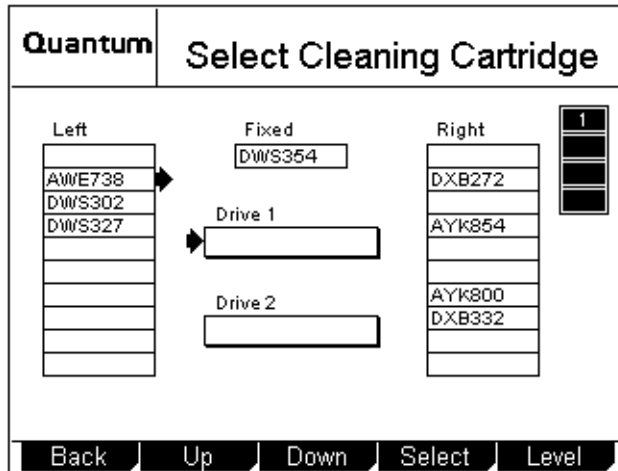 Quantum
Select Cleaning Cartridge
1
Left
Fixed
Right
DWS354
AWE738
DXB272
DWS302
DWS327
AYK854
Drive 1
AYK800
Drive 2
DXB332
Back Up Down Select Level